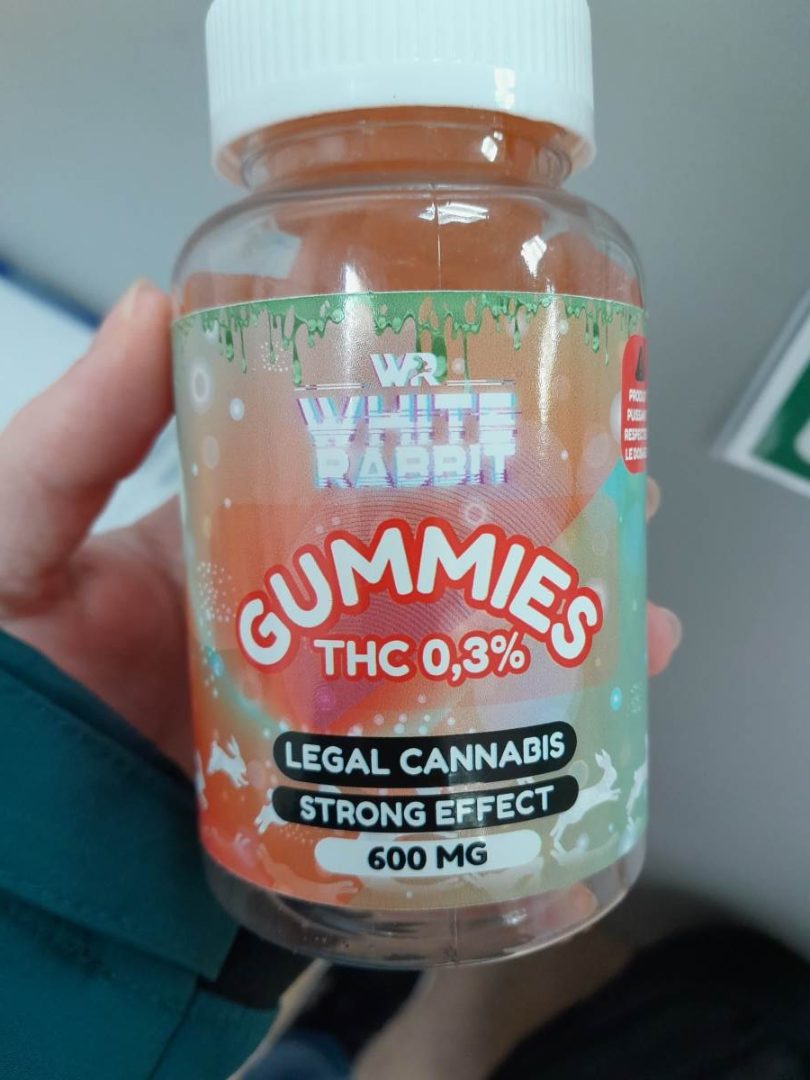 WR
WHITE
RABBIT
GUMMIES
THC 0,3%
LEGAL CANNABIS
STRONG EFFECT
600 MG